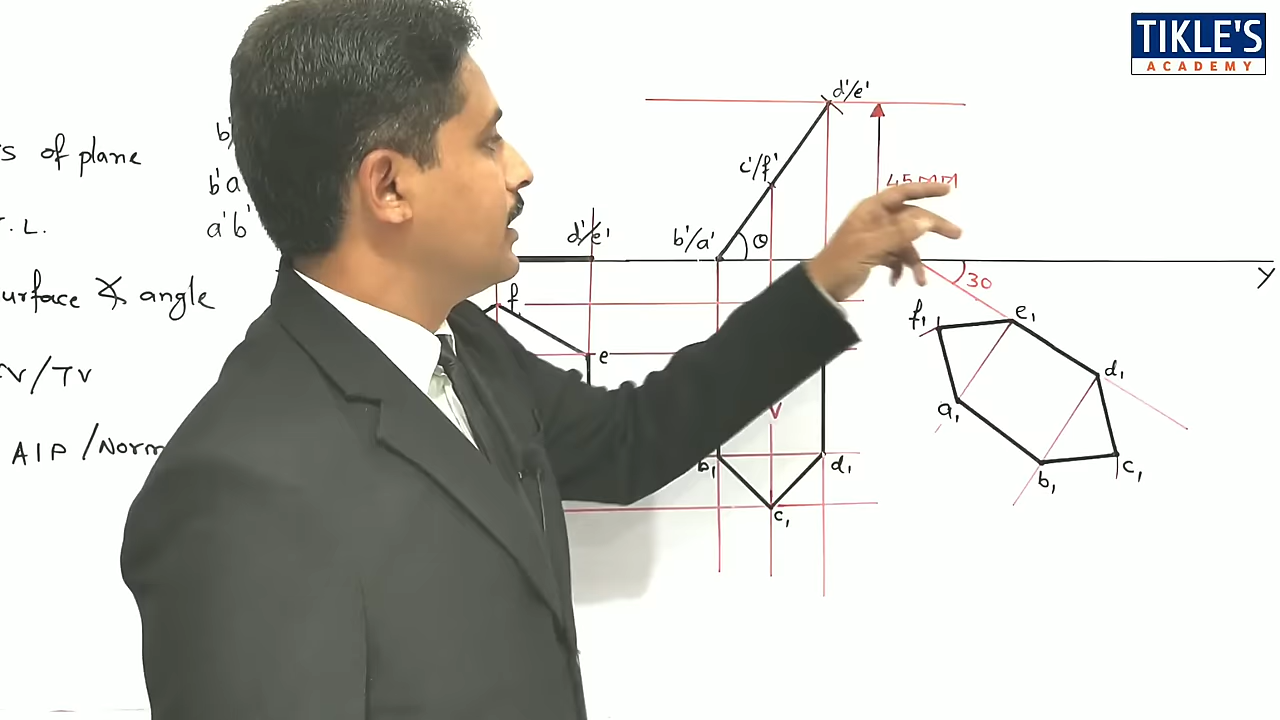 TIKLE'S
ACADEMY
s of plane
b'
b'a
.L.
a'b'
urface ∡ angle
V/TV
AIP/Norm
d'/e'
c'/f'
b'/a'
θ
45MM
d'/e'
f₁
e
b₁
d₁
c₁
V
30
Y
f₁
e₁
d₁
a₁
b₁
c₁